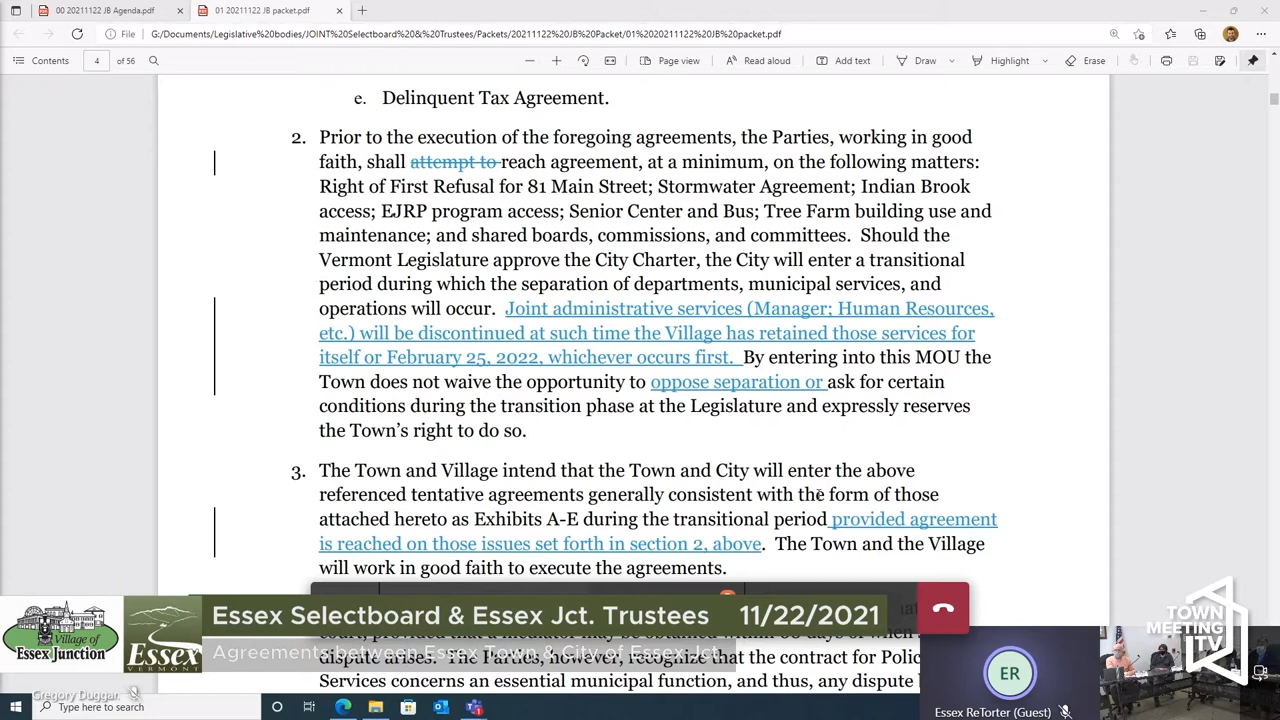 00 20211122 JB Agenda.pdf
01 20211122 JB packet.pdf
File
G:/Documents/Legislative%20bodies/JOINT%20Selectboard%20&%20Trustees/Packets/20211122%20JB%20Packet/01%2020211122%20JB%20packet.pdf
Contents 4 of 56 Page view Read aloud Add text Draw Highlight Erase
e. Delinquent Tax Agreement.
2. Prior to the execution of the foregoing agreements, the Parties, working in good
faith, shall attempt to reach agreement, at a minimum, on the following matters:
Right of First Refusal for 81 Main Street; Stormwater Agreement; Indian Brook
access; EJRP program access; Senior Center and Bus; Tree Farm building use and
maintenance; and shared boards, commissions, and committees. Should the
Vermont Legislature approve the City Charter, the City will enter a transitional
period during which the separation of departments, municipal services, and
operations will occur. Joint administrative services (Manager; Human Resources,
etc.) will be discontinued at such time the Village has retained those services for
itself or February 25, 2022, whichever occurs first. By entering into this MOU the
Town does not waive the opportunity to oppose separation or ask for certain
conditions during the transition phase at the Legislature and expressly reserves
the Town's right to do so.
3. The Town and Village intend that the Town and City will enter the above
referenced tentative agreements generally consistent with the form of those
attached hereto as Exhibits A-E during the transitional period provided agreement
is reached on those issues set forth in section 2, above. The Town and the Village
will work in good faith to execute the agreements.
dispute arises. The Parties, however, recognize that the contract for Polic
Services concerns an essential municipal function, and thus, any dispute
Village of
Essex Junction
Essex
VERMONT
Essex Selectboard & Essex Jct. Trustees 11/22/2021
Agreements between Essex Town & City of Essex Jct.
TOWN
MEETING
TV
ER
Essex ReTorter (Guest)
Gregory Duggan
Type here to search